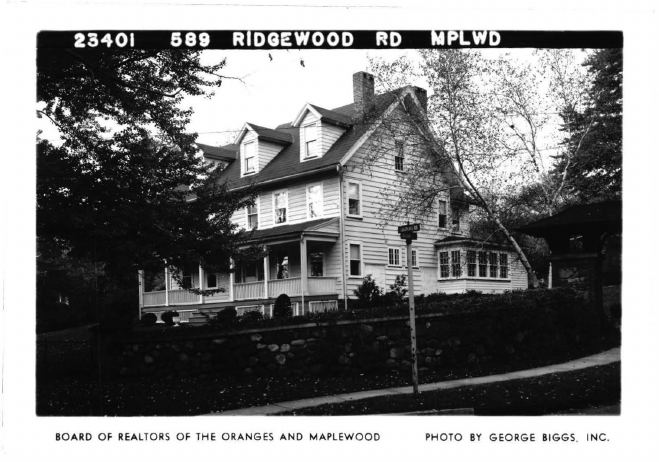 23401 589 RIDGEWOOD RD MPLWD
BOARD OF REALTORS OF THE ORANGES AND MAPLEWOOD PHOTO BY GEORGE BIGGS, INC.